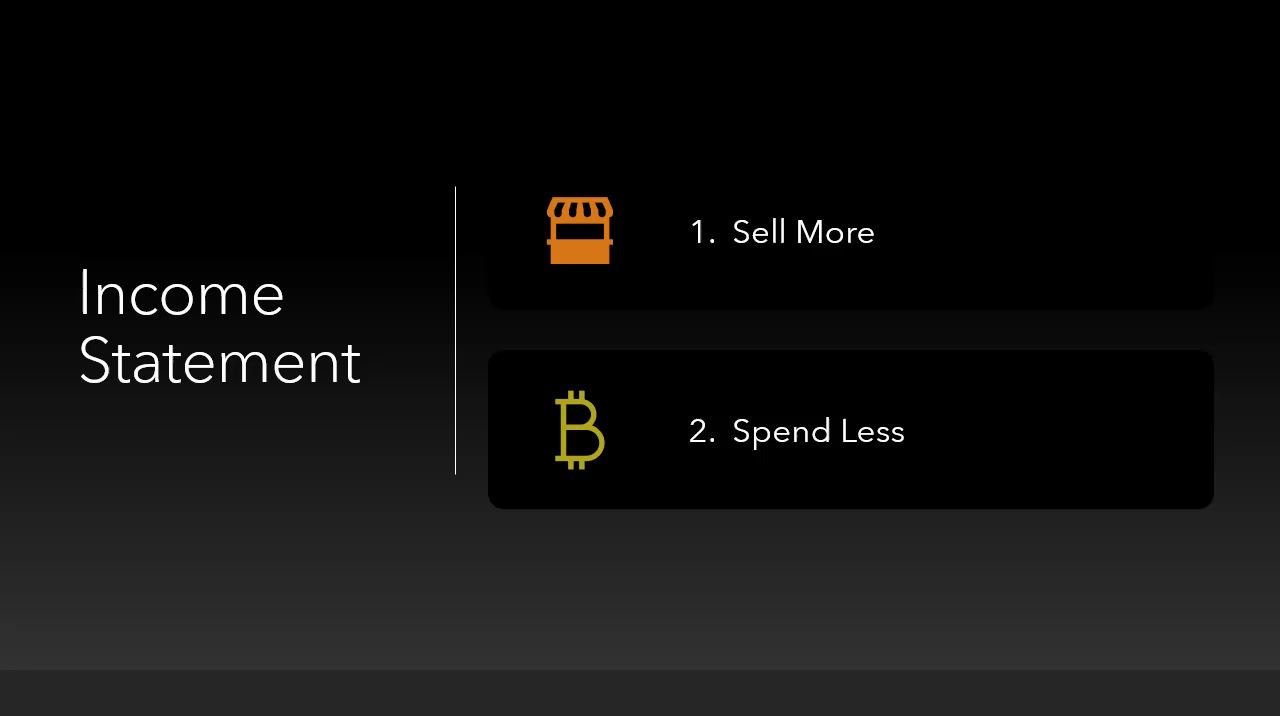 Income
Statement
1. Sell More
2. Spend Less